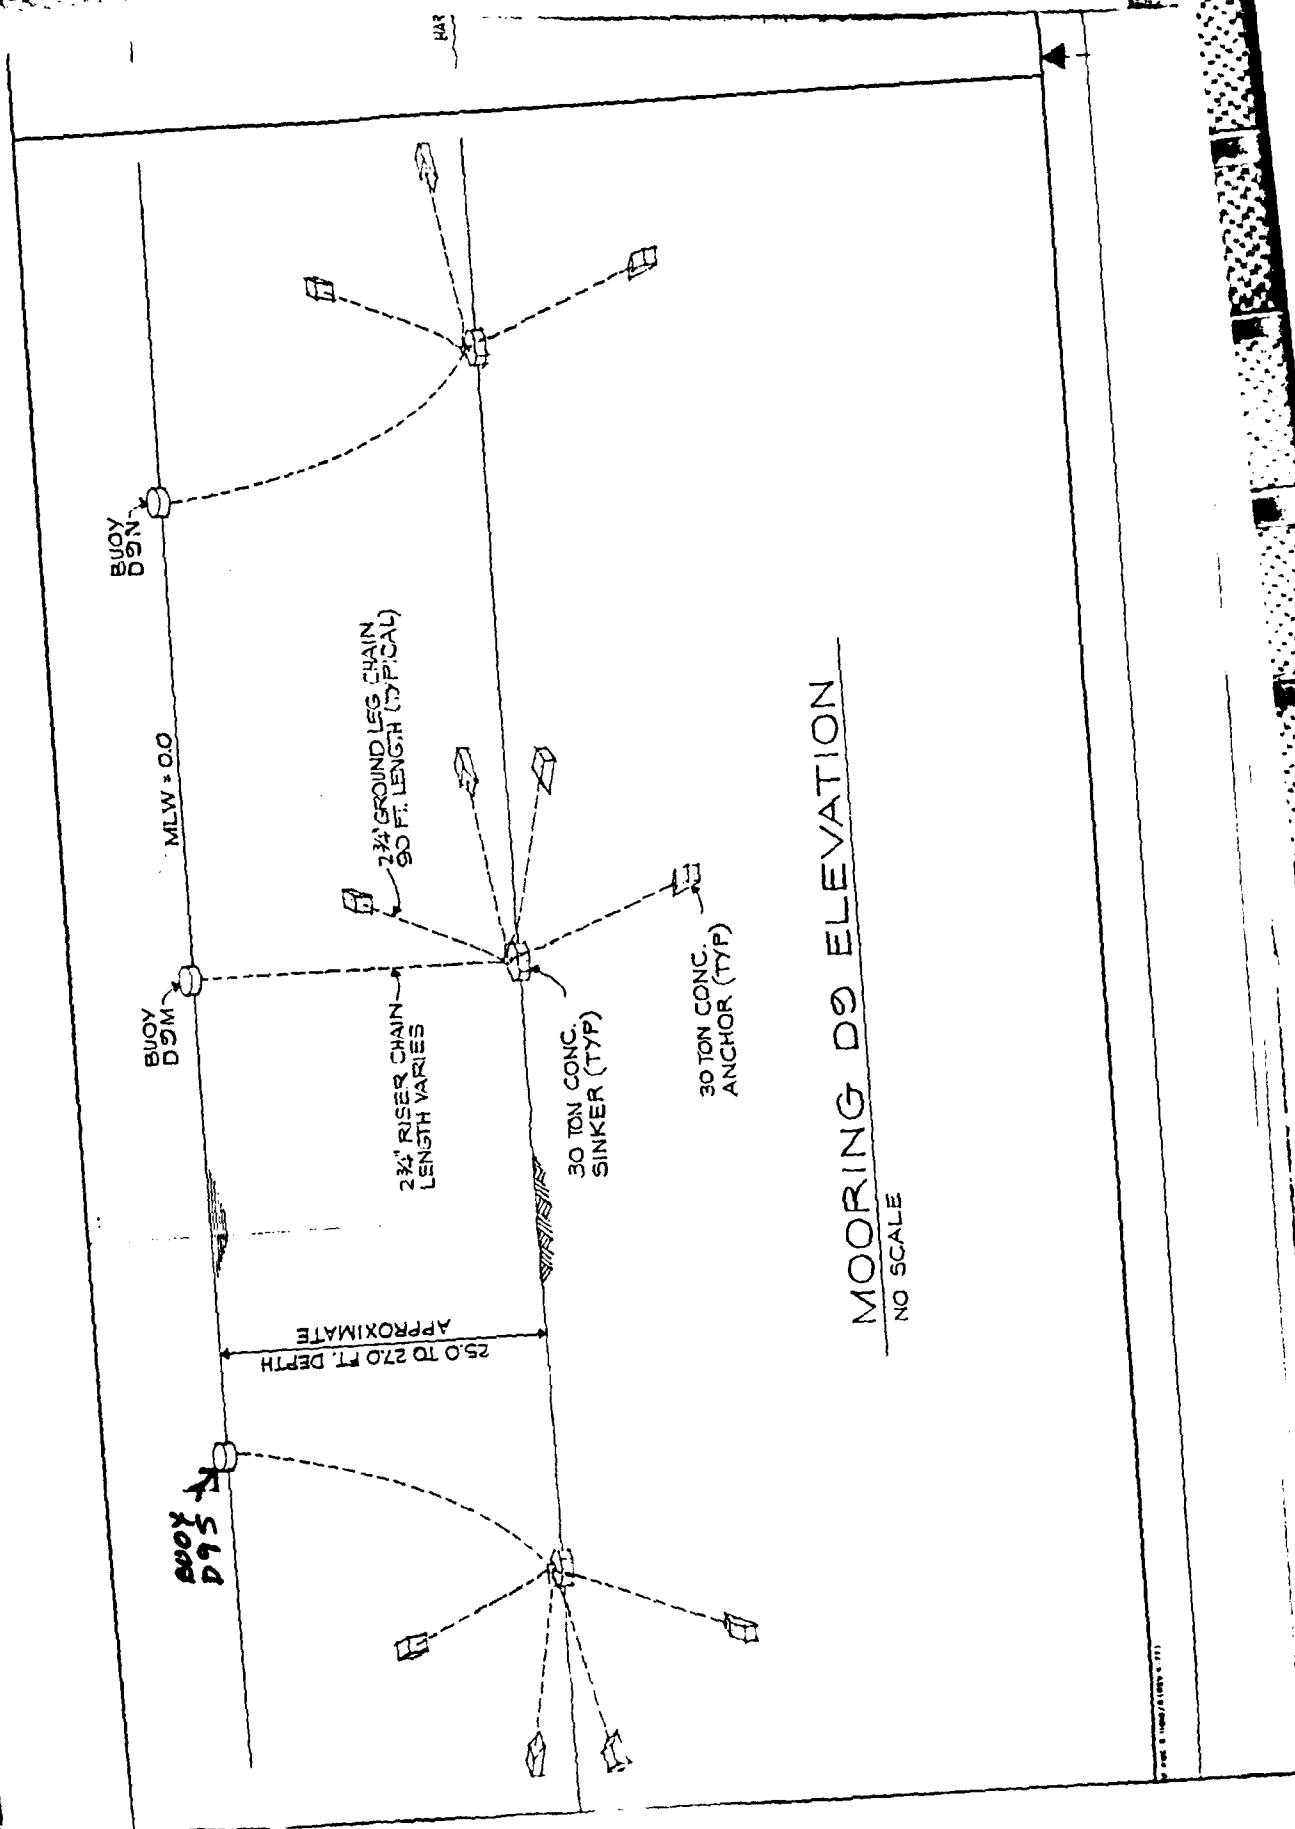 HAR
BUOY
D9N
MLW = 0.0
2¾" GROUND LEG CHAIN
90 FT. LENGTH (TYPICAL)
BUOY
D9M
2¾" RISER CHAIN
LENGTH VARIES
30 TON CONC.
SINKER (TYP)
30 TON CONC.
ANCHOR (TYP)
25.0 TO 27.0 FT. DEPTH
APPROXIMATE
BUOY
D9S
MOORING D9 ELEVATION
NO SCALE